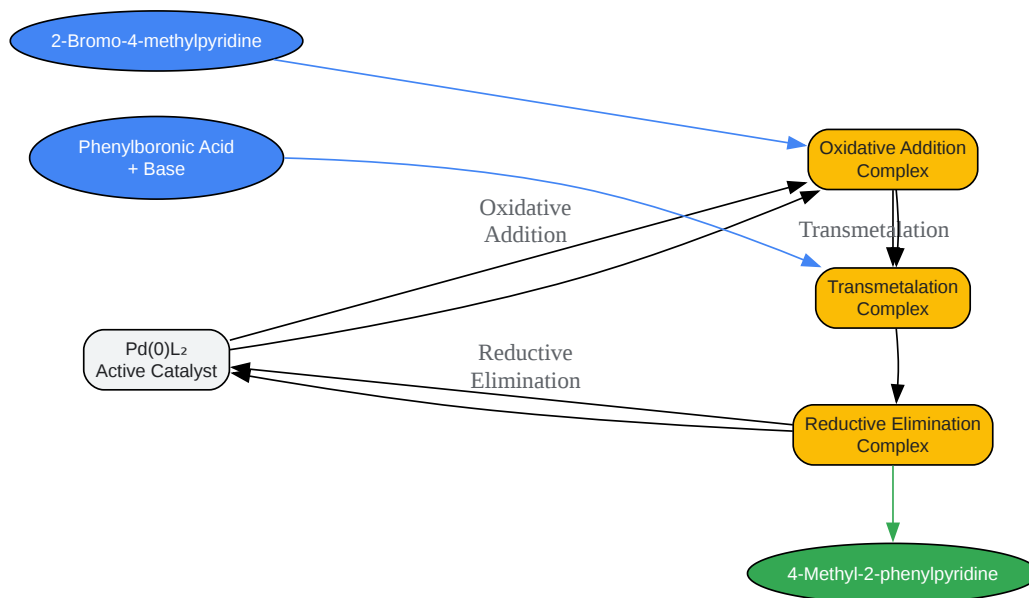 2-Bromo-4-methylpyridine
Phenylboronic Acid
+ Base
Oxidative Addition
Complex
Oxidative
Addition
Transmetalation
Transmetalation
Complex
Pd(0)L₂
Active Catalyst
Reductive
Elimination
Reductive Elimination
Complex
4-Methyl-2-phenylpyridine